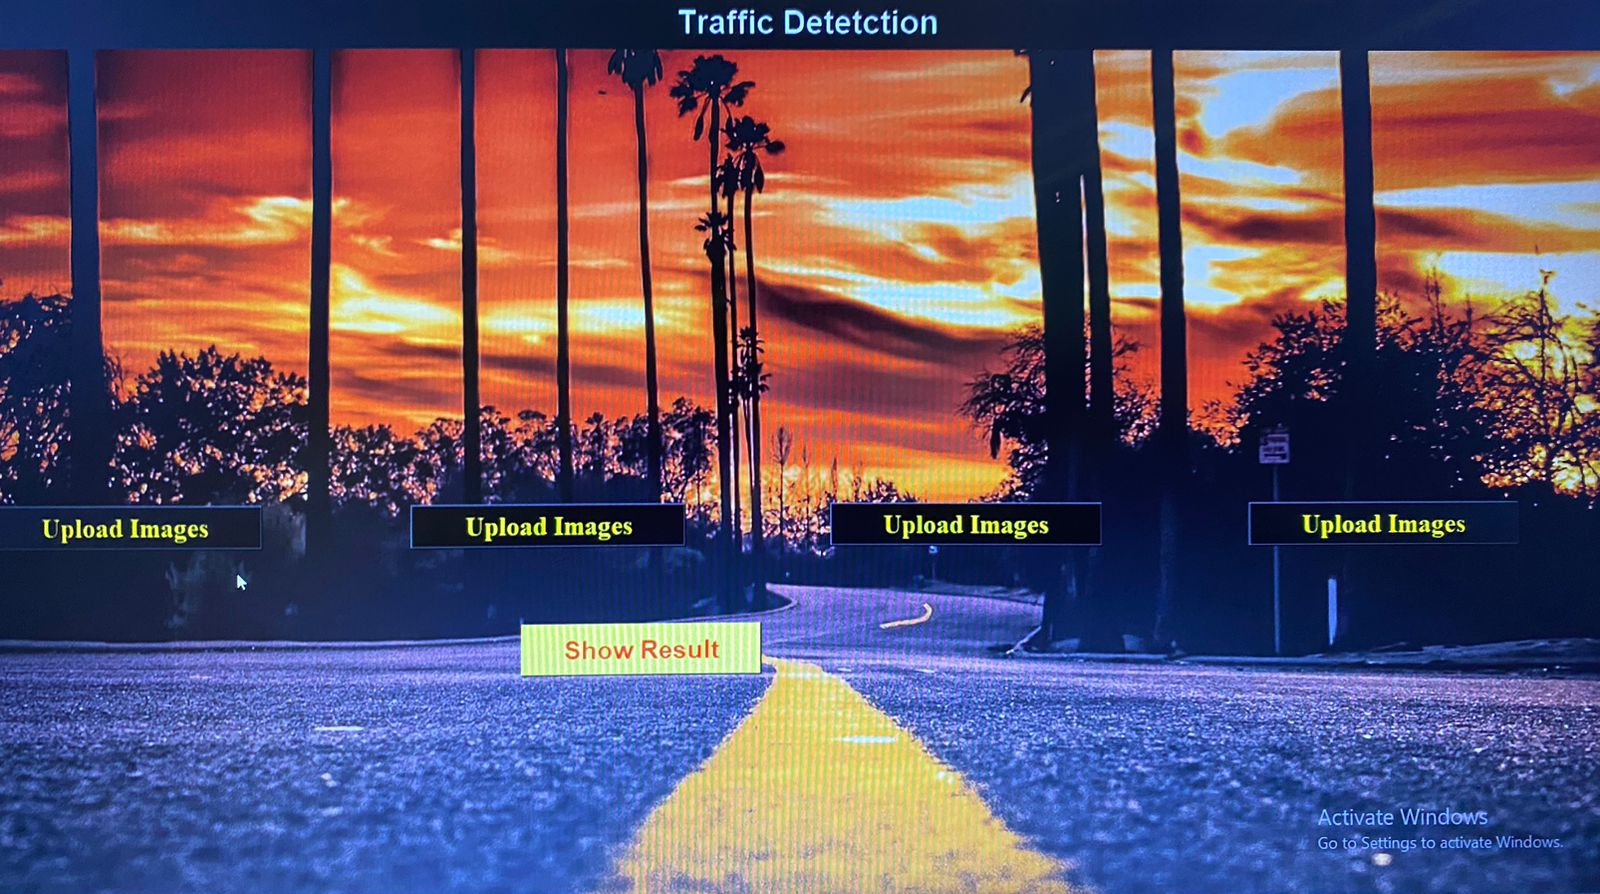 Traffic Detetction
Upload Images
Upload Images
Upload Images
Upload Images
Show Result
Activate Windows
Go to Settings to activate Windows.